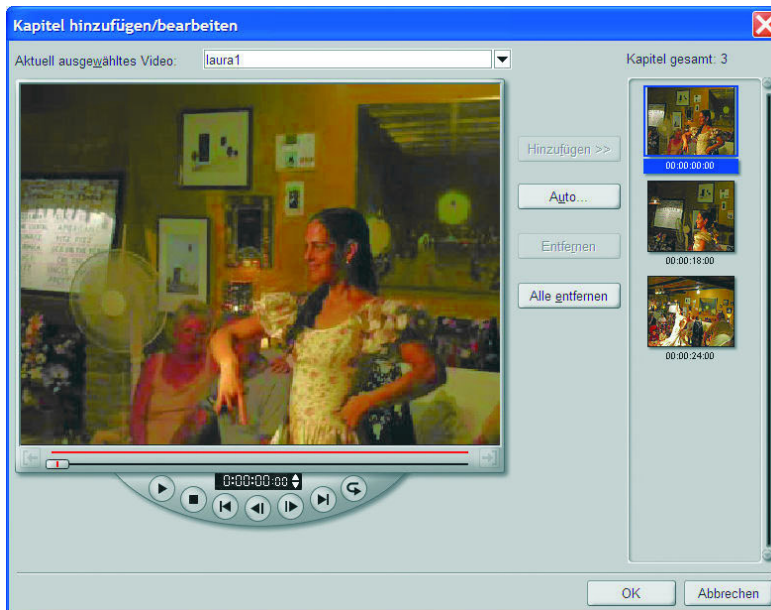 Kapitel hinzufügen/bearbeiten
Aktuell ausgewähltes Video:
laura1
Kapitel gesamt: 3
Hinzufügen >>
Auto...
Entfernen
Alle entfernen
00:00:00:00
00:00:18:00
00:00:24:00
0:00:00:00
OK
Abbrechen